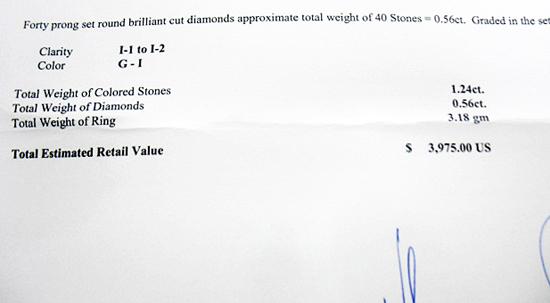 Forty prong set round brilliant cut diamonds approximate total weight of 40 Stones = 0.56ct. Graded in the
Clarity I-1 to I-2
Color G - I
Total Weight of Colored Stones 1.24ct.
Total Weight of Diamonds 0.56ct.
Total Weight of Ring 3.18 gm
Total Estimated Retail Value $ 3,975.00 US